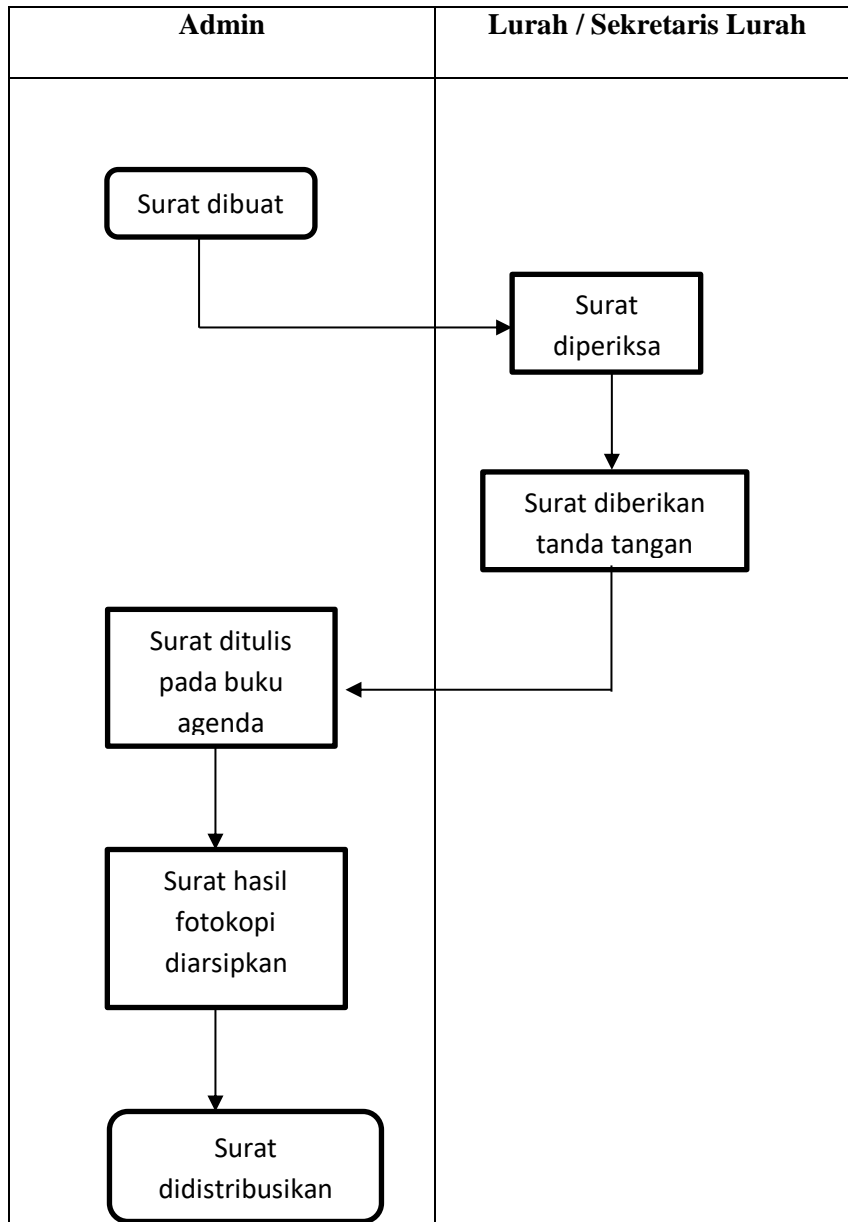 Admin
Lurah / Sekretaris Lurah
Surat dibuat
Surat
diperiksa
Surat diberikan
tanda tangan
Surat ditulis
pada buku
agenda
Surat hasil
fotokopi
diarsipkan
Surat
didistribusikan